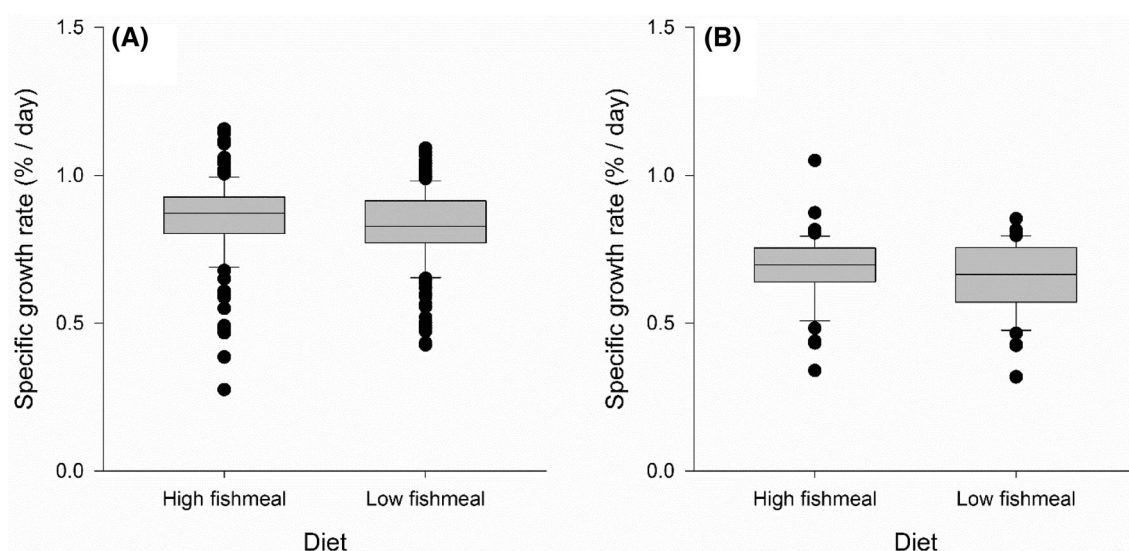 (A)
Specific growth rate (% / day)
1.5
1.0
0.5
0.0
High fishmeal
Low fishmeal
Diet
(B)
Specific growth rate (% / day)
1.5
1.0
0.5
0.0
High fishmeal
Low fishmeal
Diet